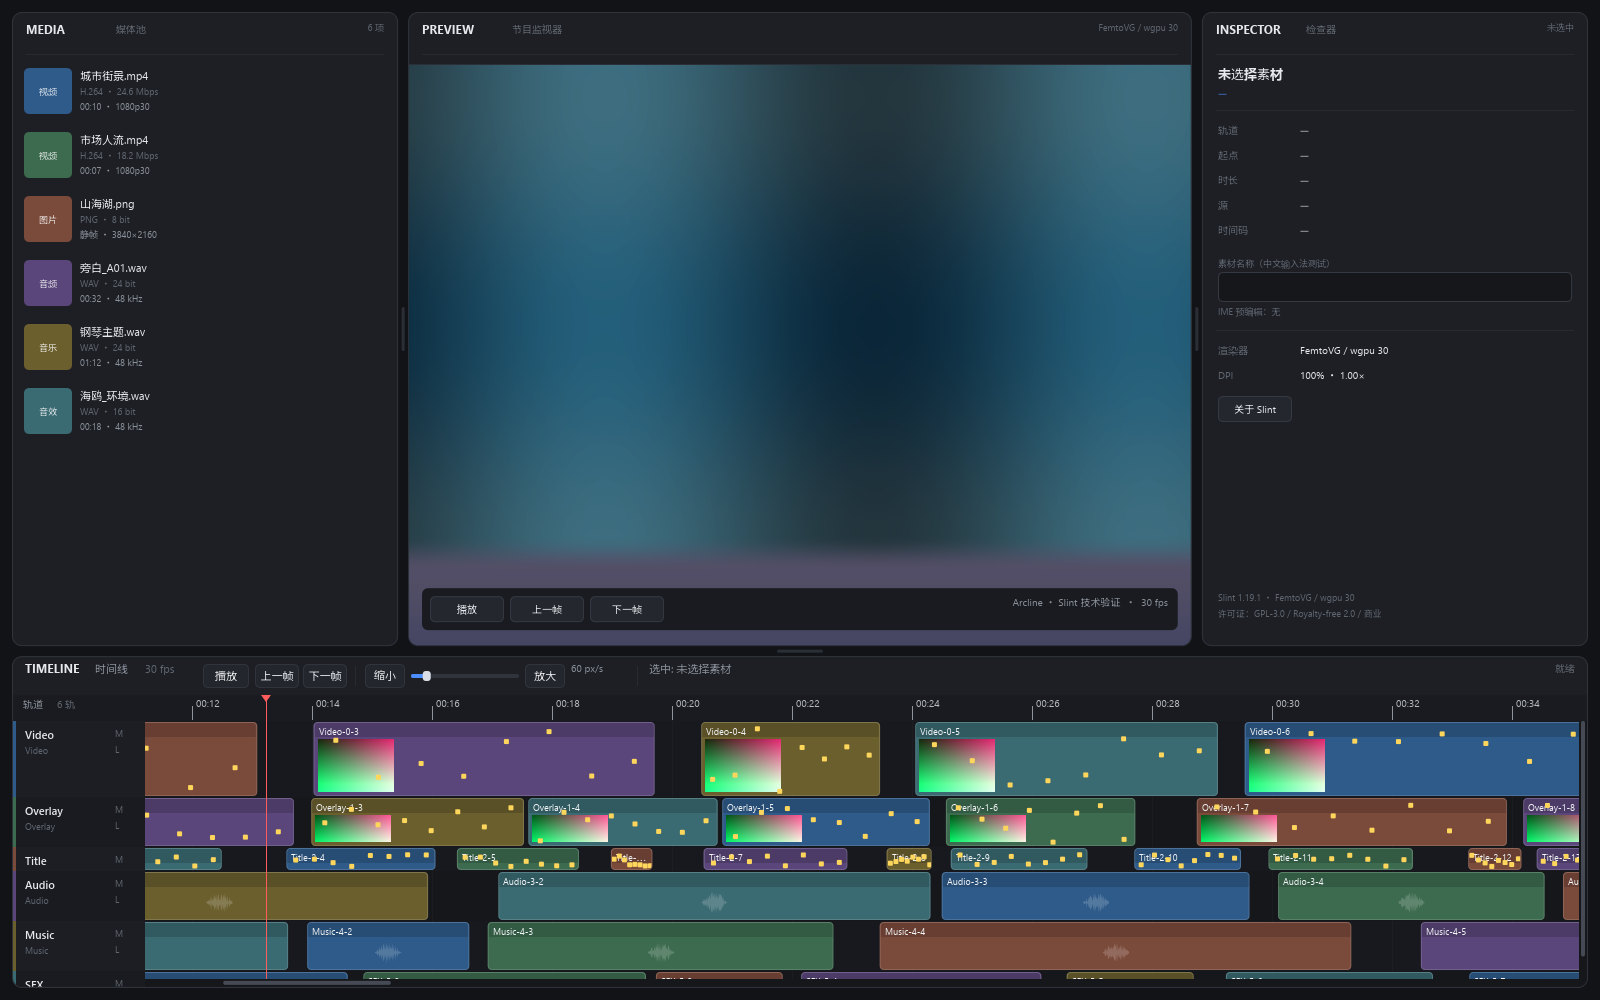 MEDIA 媒体池 6 项
视频 城市街景.mp4
H.264 • 24.6 Mbps
00:10 • 1080p30
视频 市场人流.mp4
H.264 • 18.2 Mbps
00:07 • 1080p30
图片 山海湖.png
PNG • 8 bit
静帧 • 3840×2160
音频 旁白_A01.wav
WAV • 24 bit
00:32 • 48 kHz
音乐 钢琴主题.wav
WAV • 24 bit
01:12 • 48 kHz
音效 海鸥_环境.wav
WAV • 16 bit
00:18 • 48 kHz
PREVIEW 节目监视器 FemtoVG / wgpu 30
播放 上一帧 下一帧 Arcline • Slint 技术验证 • 30 fps
INSPECTOR 检查器 未选中
未选择素材
—
轨道 —
起点 —
时长 —
源 —
时间码 —
素材名称（中文输入法测试）
IME 预编辑：无
渲染器 FemtoVG / wgpu 30
DPI 100% • 1.00×
关于 Slint
Slint 1.19.1 • FemtoVG / wgpu 30
许可证：GPL-3.0 / Royalty-free 2.0 / 商业
TIMELINE 时间线 30 fps 播放 上一帧 下一帧 缩小 放大 60 px/s 选中: 未选择素材 就绪
轨道 6 轨 00:12 00:14 00:16 00:18 00:20 00:22 00:24 00:26 00:28 00:30 00:32 00:34
Video M Video-0-3 Video-0-4 Video-0-5 Video-0-6
Video L
Overlay M Overlay-1-3 Overlay-1-4 Overlay-1-5 Overlay-1-6 Overlay-1-7 Overlay-1-8
Overlay L
Title M Title-2-4 Title-2-5 Title-2-7 Title-2-9 Title-2-10 Title-2-11 Title-2-12
Audio M Audio-3-2 Audio-3-3 Audio-3-4 Au
Audio L
Music M Music-4-2 Music-4-3 Music-4-4 Music-4-5
Music L
SFX M